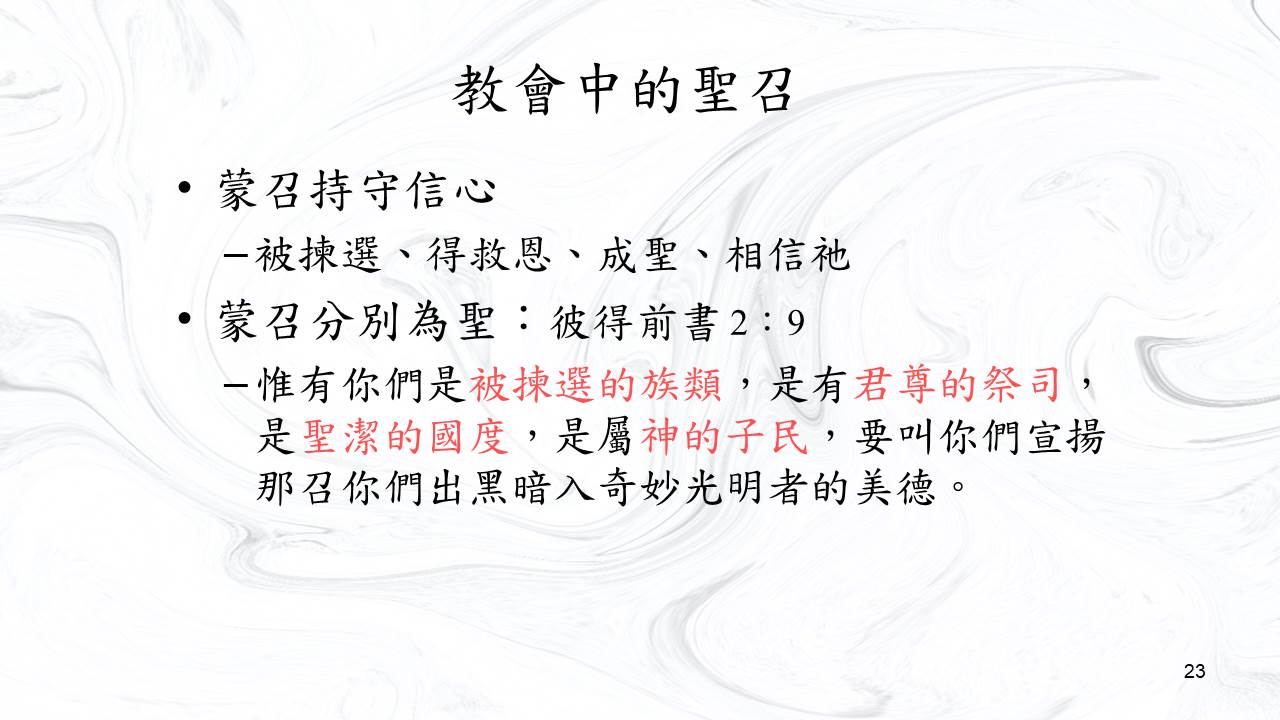 教會中的聖召
• 蒙召持守信心
–被揀選、得救恩、成聖、相信祂
• 蒙召分別為聖：彼得前書 2：9
–惟有你們是被揀選的族類，是有君尊的祭司，
是聖潔的國度，是屬神的子民，要叫你們宣揚
那召你們出黑暗入奇妙光明者的美德。
23